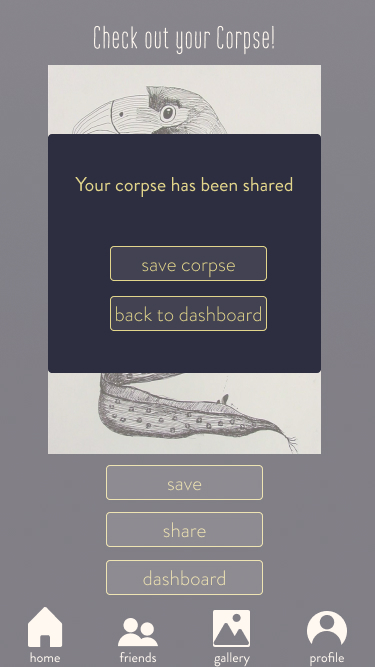 Check out your Corpse!
Your corpse has been shared
save corpse
back to dashboard
save
share
dashboard
home
friends
gallery
profile